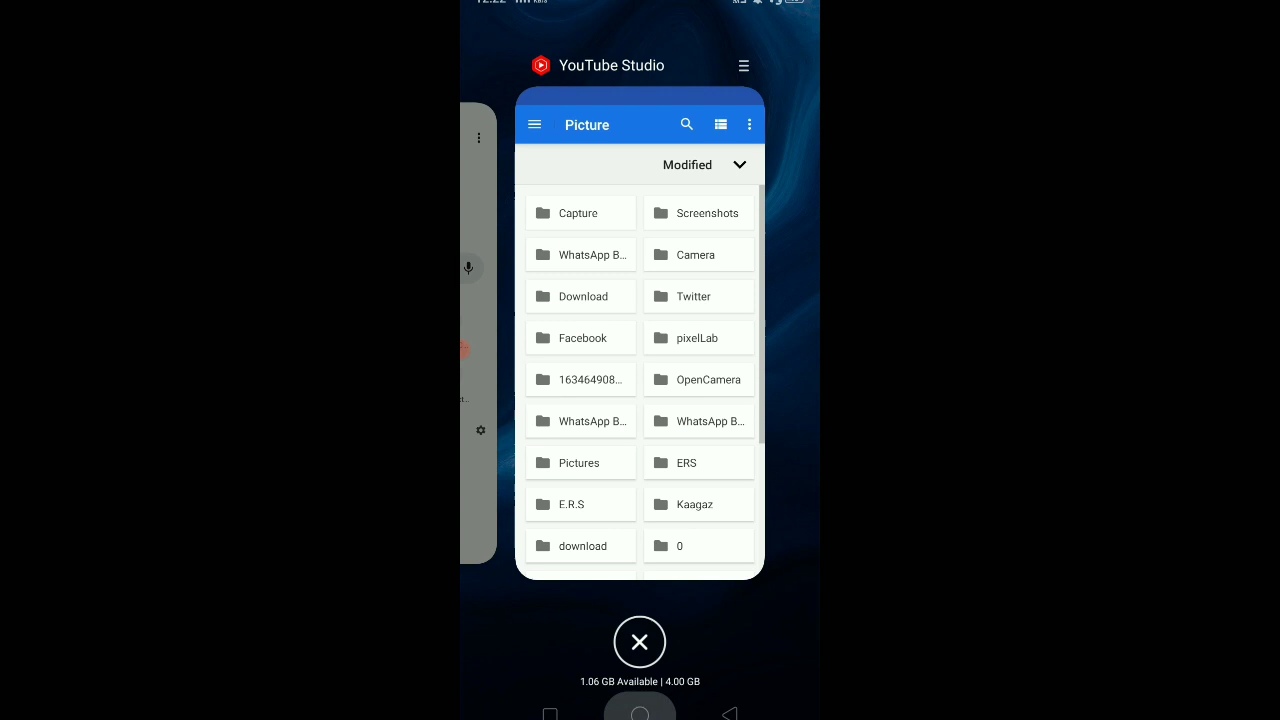 YouTube Studio
Picture
Modified
Capture
Screenshots
WhatsApp B...
Camera
Download
Twitter
Facebook
pixelLab
163464908...
OpenCamera
WhatsApp B...
WhatsApp B...
Pictures
ERS
E.R.S
Kaagaz
download
0
1.06 GB Available | 4.00 GB